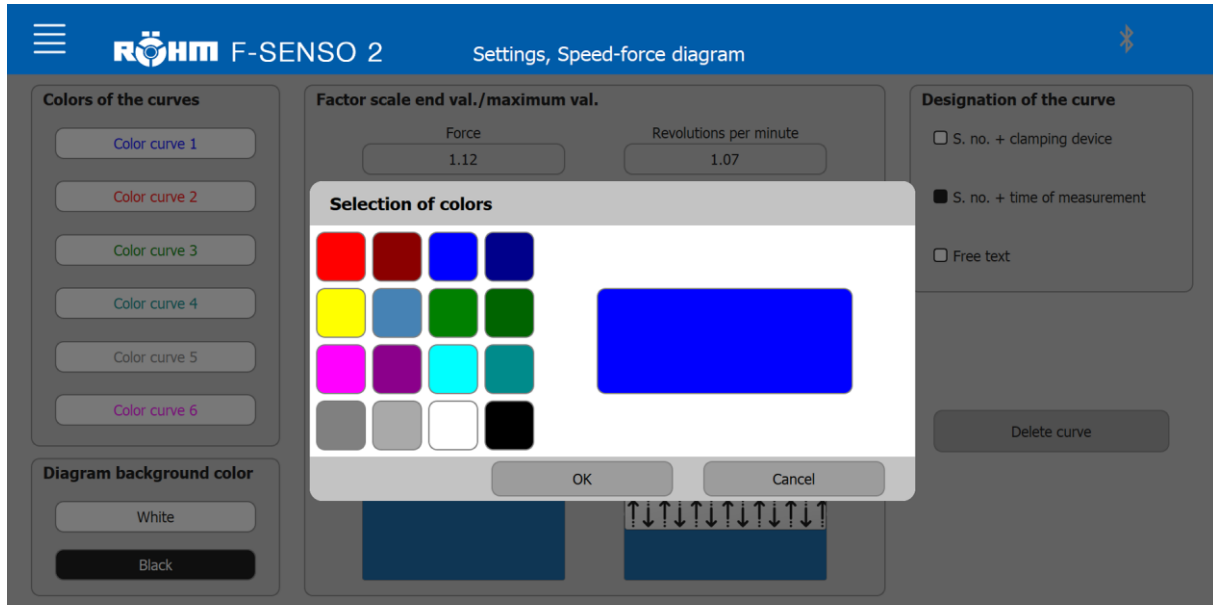 RÖHM F-SENSO 2
Settings, Speed-force diagram
Colors of the curves
Color curve 1
Color curve 2
Color curve 3
Color curve 4
Color curve 5
Color curve 6
Diagram background color
White
Black
Factor scale end val./maximum val.
Force
Revolutions per minute
1.12
1.07
Selection of colors
OK
Cancel
Designation of the curve
S. no. + clamping device
S. no. + time of measurement
Free text
Delete curve